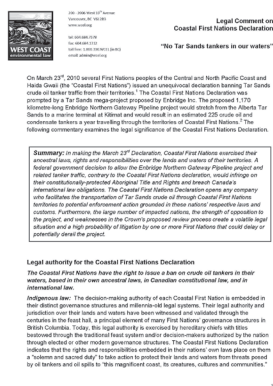 WEST COAST
environmental law
200 - 2006 West 10th Avenue
Vancouver, BC V6J 2B3
www.wcel.org
tel: 604.684.7378
fax: 604.684.1312
Legal Comment on
Coastal First Nations Declaration
"No Tar Sands tankers in our waters"
On March 23rd, 2010 several First Nations peoples of the Central and North Pacific Coast and
Haida Gwaii (the "Coastal First Nations") issued an unequivocal declaration banning Tar Sands
crude oil tanker traffic from their territories.1 The Coastal First Nations Declaration was
prompted by a Tar Sands mega-project proposed by Enbridge Inc. The proposed 1,170
kilometre-long Enbridge Northern Gateway Pipeline project would stretch from the Alberta Tar
Sands to a marine terminal at Kitimat and would result in an estimated 225 crude oil and
condensate tankers a year travelling through the territories of Coastal First Nations.2 The
following commentary examines the legal significance of the Coastal First Nations Declaration.
Summary: In making the March 23rd Declaration, Coastal First Nations exercised their
ancestral laws, rights and responsibilities over the lands and waters of their territories. A
federal government decision to allow the Enbridge Northern Gateway Pipeline project and
related tanker traffic, contrary to the Coastal First Nations declaration, would infringe on
their constitutionally-protected Aboriginal Title and Rights and breach Canada's
international law obligations. The Coastal First Nations Declaration opens any company
who facilitates the transportation of Tar Sands crude oil through Coastal First Nations
territories to potential enforcement action grounded in these nations' respective laws and
customs. Furthermore, the large number of impacted nations, the strength of opposition to
the project, and weaknesses in the Crown's proposed review process create a volatile legal
situation and a high probability of litigation by one or more First Nations that could delay or
potentially derail the project.
Legal authority for the Coastal First Nations Declaration
The Coastal First Nations have the right to issue a ban on crude oil tankers in their
waters, based in their own ancestral laws, in Canadian constitutional law, and in
international law.
Indigenous law: The decision-making authority of each Coastal First Nation is embedded in
their distinct governance structures and millennia-old legal systems. Their legal authority and
jurisdiction over their lands and waters have been witnessed and validated through the
centuries in the feast hall, a principal element of many First Nations' governance structures in
British Columbia. Today, this legal authority is exercised by hereditary chiefs with titles
bestowed through the traditional feast system and/or decision-makers authorized by the nation
through elected or other modern governance structures. The Coastal First Nations Declaration
indicates that the rights and responsibilities embedded in their nations' own laws place on them
a "solemn and sacred duty" to take action to protect their lands and waters from threats posed
by oil tankers and oil spills to "this magnificent coast, its creatures, cultures and communities."